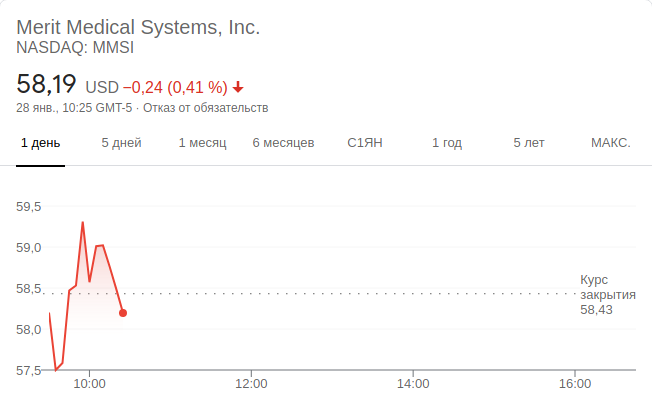 Merit Medical Systems, Inc.
NASDAQ: MMSI
58,19 USD −0,24 (0,41 %)
28 янв., 10:25 GMT-5 · Отказ от обязательств
1 день 5 дней 1 месяц 6 месяцев С1ЯН 1 год 5 лет МАКС.
59,5
59,0
58,5
58,0
57,5
Курс
закрытия
58,43
10:00 12:00 14:00 16:00